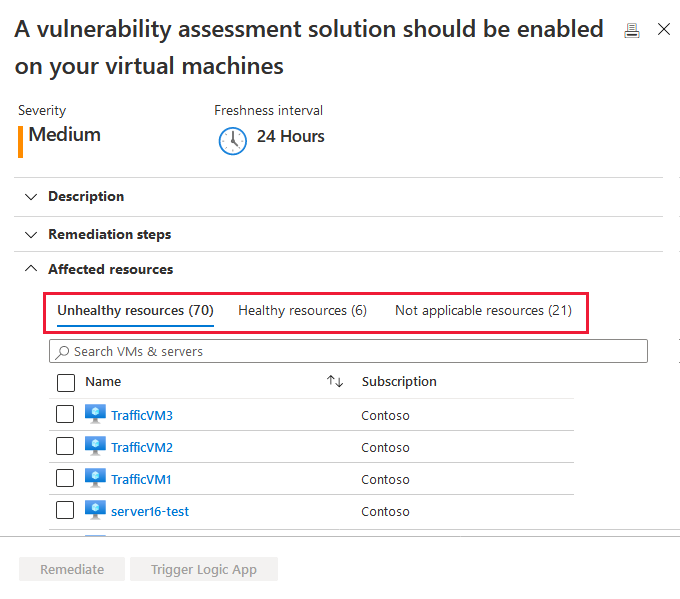 A vulnerability assessment solution should be enabled
on your virtual machines
Severity
Freshness interval
Medium
24 Hours
Description
Remediation steps
Affected resources
Unhealthy resources (70) Healthy resources (6) Not applicable resources (21)
Search VMs & servers
Name Subscription
TrafficVM3 Contoso
TrafficVM2 Contoso
TrafficVM1 Contoso
server16-test Contoso
Remediate Trigger Logic App